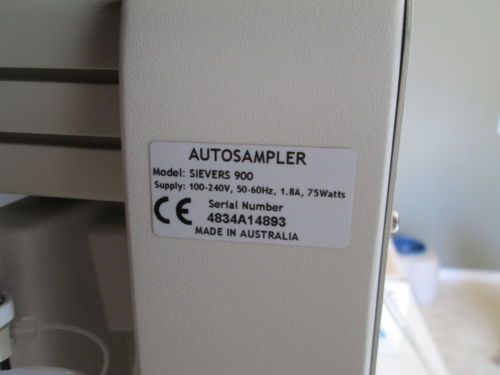 AUTOSAMPLER
Model: SIEVERS 900
Supply: 100-240V, 50-60Hz, 1.8A, 75Watts
CE Serial Number
4834A14893
MADE IN AUSTRALIA